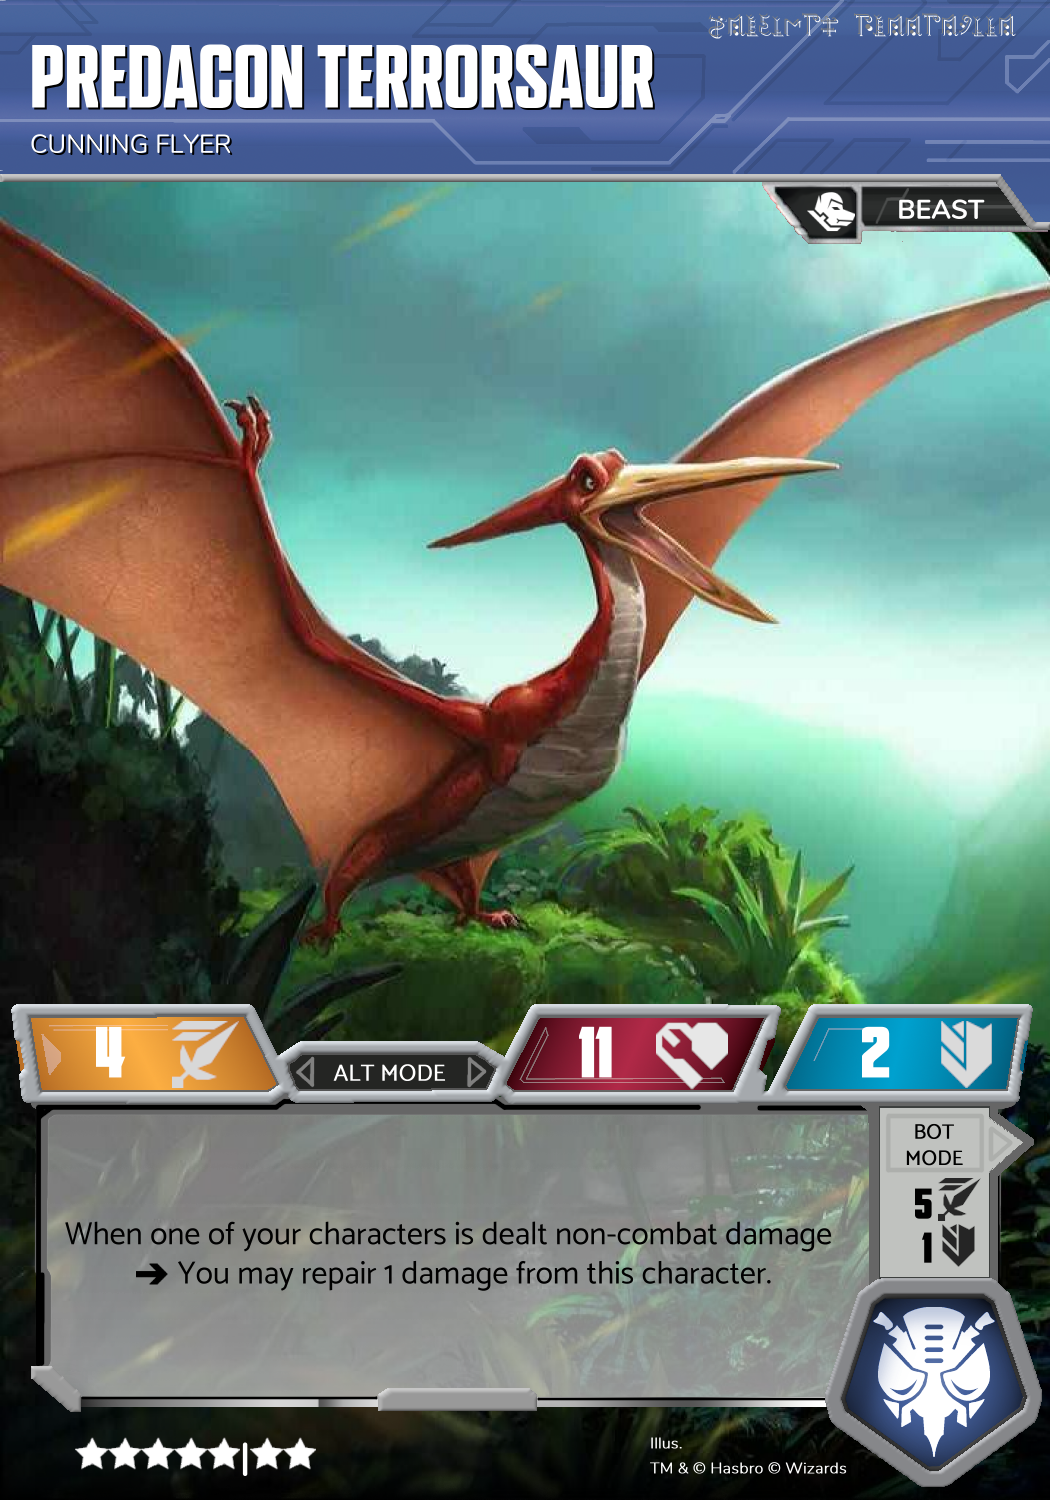 PREDACON TERRORSAUR
CUNNING FLYER
BEAST
4
ALT MODE
11
2
BOT
MODE
5
1
When one of your characters is dealt non-combat damage
➔ You may repair 1 damage from this character.
Illus.
TM & © Hasbro © Wizards